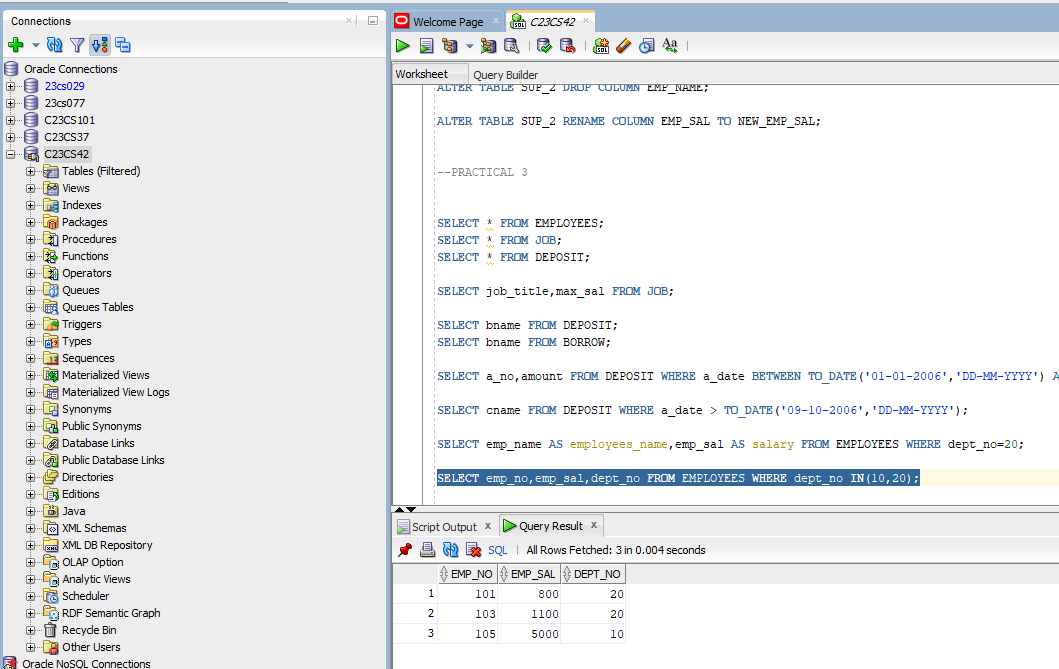 Connections
Oracle Connections
23cs029
23cs077
C23CS101
C23CS37
C23CS42
Tables (Filtered)
Views
Indexes
Packages
Procedures
Functions
Operators
Queues
Queues Tables
Triggers
Types
Sequences
Materialized Views
Materialized View Logs
Synonyms
Public Synonyms
Database Links
Public Database Links
Directories
Editions
Java
XML Schemas
XML DB Repository
OLAP Option
Analytic Views
Scheduler
RDF Semantic Graph
Recycle Bin
Other Users
Oracle NoSQL Connections
Welcome Page C23CS42
Worksheet Query Builder
ALTER TABLE SUP_2 DROP COLUMN EMP_NAME;
ALTER TABLE SUP_2 RENAME COLUMN EMP_SAL TO NEW_EMP_SAL;
--PRACTICAL 3
SELECT * FROM EMPLOYEES;
SELECT * FROM JOB;
SELECT * FROM DEPOSIT;
SELECT job_title,max_sal FROM JOB;
SELECT bname FROM DEPOSIT;
SELECT bname FROM BORROW;
SELECT a_no,amount FROM DEPOSIT WHERE a_date BETWEEN TO_DATE('01-01-2006','DD-MM-YYYY') A
SELECT cname FROM DEPOSIT WHERE a_date > TO_DATE('09-10-2006','DD-MM-YYYY');
SELECT emp_name AS employees_name,emp_sal AS salary FROM EMPLOYEES WHERE dept_no=20;
SELECT emp_no,emp_sal,dept_no FROM EMPLOYEES WHERE dept_no IN(10,20);
Script Output x Query Result x
SQL | All Rows Fetched: 3 in 0.004 seconds
EMP_NO EMP_SAL DEPT_NO
1 101 800 20
2 103 1100 20
3 105 5000 10